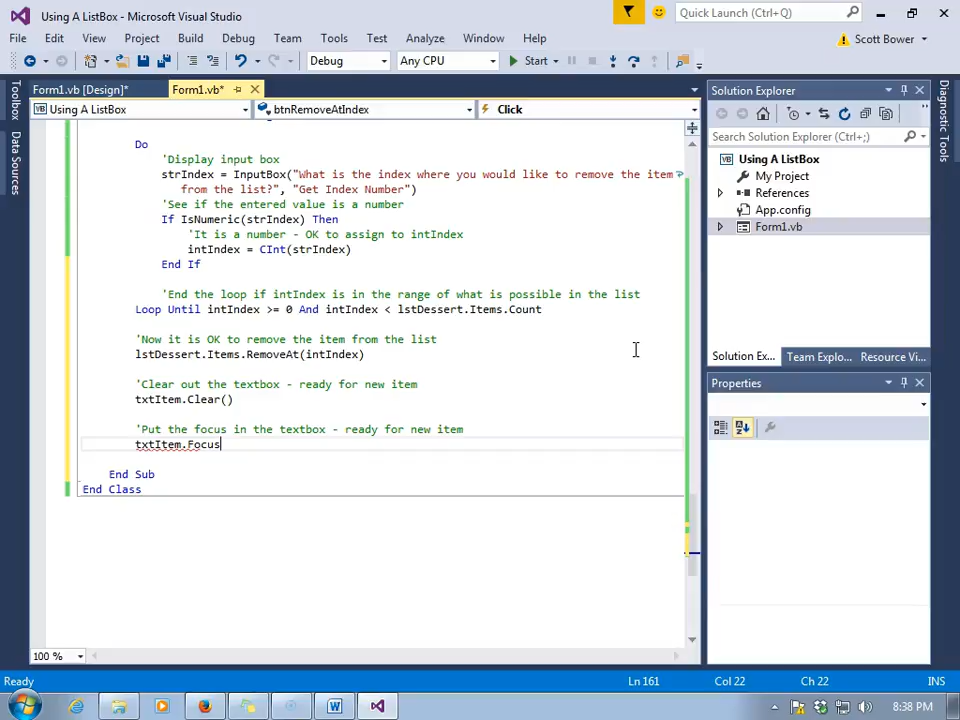 Using A ListBox - Microsoft Visual Studio
Quick Launch (Ctrl+Q)
File Edit View Project Build Debug Team Tools Test Analyze Window Help
Scott Bower
Debug Any CPU Start
Form1.vb [Design]* Form1.vb*
Using A ListBox btnRemoveAtIndex Click
Toolbox
Data Sources
Do
'Display input box
strIndex = InputBox("What is the index where you would like to remove the item
from the list?", "Get Index Number")
'See if the entered value is a number
If IsNumeric(strIndex) Then
'It is a number - OK to assign to intIndex
intIndex = CInt(strIndex)
End If
'End the loop if intIndex is in the range of what is possible in the list
Loop Until intIndex >= 0 And intIndex < lstDessert.Items.Count
'Now it is OK to remove the item from the list
lstDessert.Items.RemoveAt(intIndex)
'Clear out the textbox - ready for new item
txtItem.Clear()
'Put the focus in the textbox - ready for new item
txtItem.Focus
End Sub
End Class
100 %
Solution Explorer
Search Solution Explorer (Ctrl+;)
Using A ListBox
My Project
References
App.config
Form1.vb
Solution Ex... Team Explo... Resource Vi...
Properties
Diagnostic Tools
Ready Ln 161 Col 22 Ch 22 INS
8:38 PM